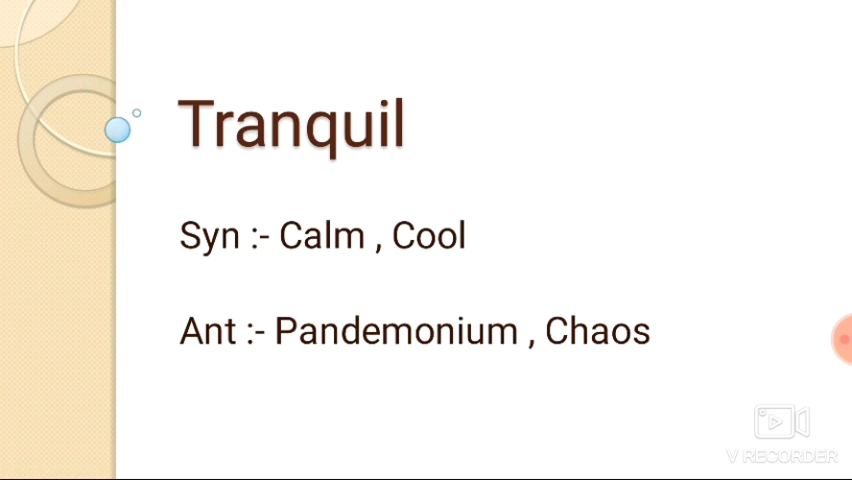 Tranquil
Syn :- Calm , Cool
Ant :- Pandemonium , Chaos
V RECORDER